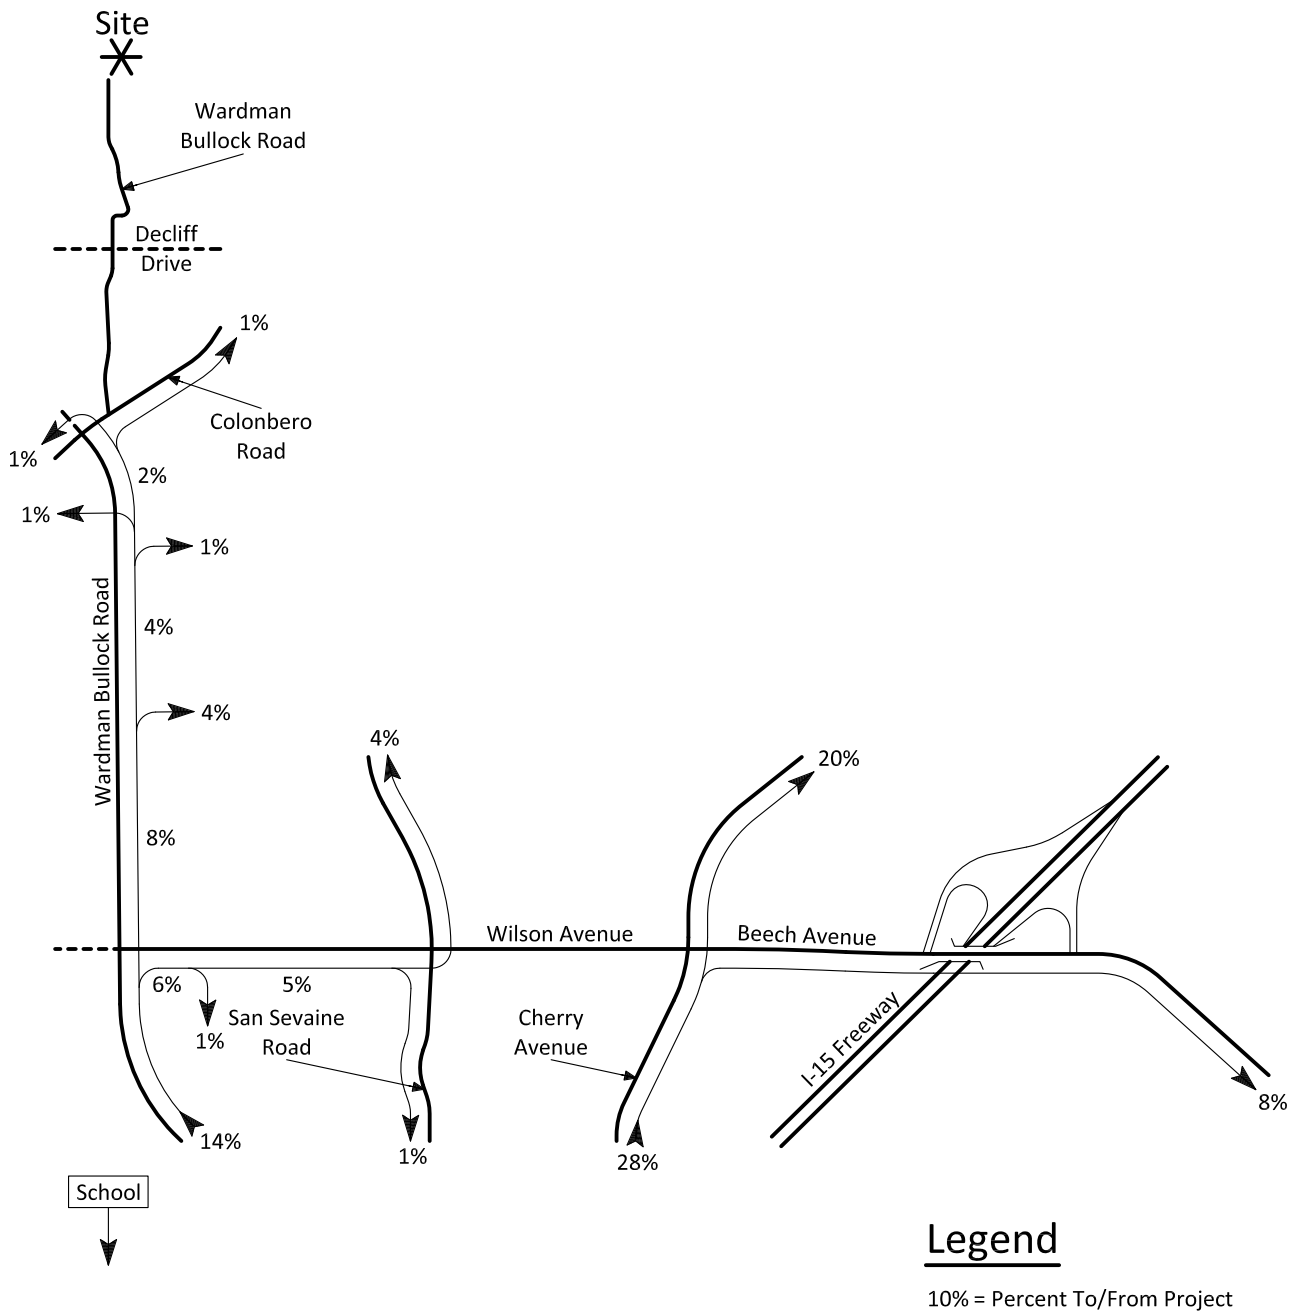 Site
Wardman
Bullock Road
Decliff
Drive
1%
Colonbero
Road
1%
2%
1%
1%
Wardman Bullock Road
4%
4%
4%
20%
8%
Wilson Avenue
Beech Avenue
6%
5%
1%
San Sevaine
Road
Cherry
Avenue
I-15 Freeway
8%
14%
1%
28%
School
Legend
10% = Percent To/From Project